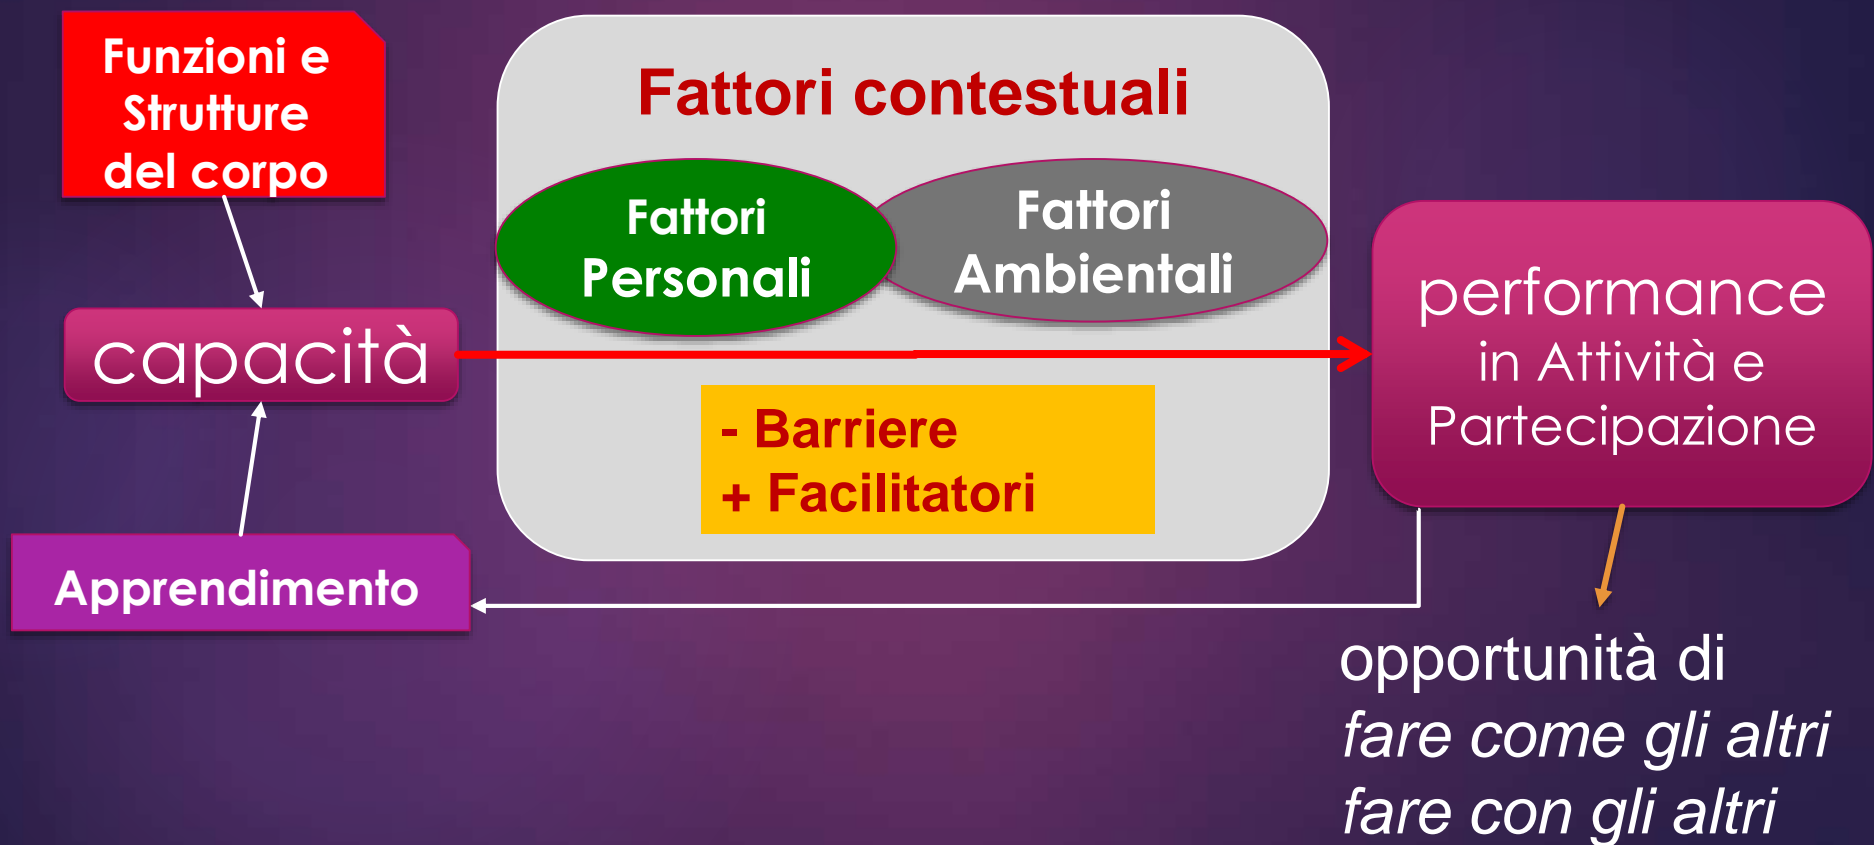 Funzioni e
Strutture
del corpo
Fattori contestuali
Fattori
Personali
Fattori
Ambientali
capacità
performance
in Attività e
Partecipazione
- Barriere
+ Facilitatori
Apprendimento
opportunità di
fare come gli altri
fare con gli altri